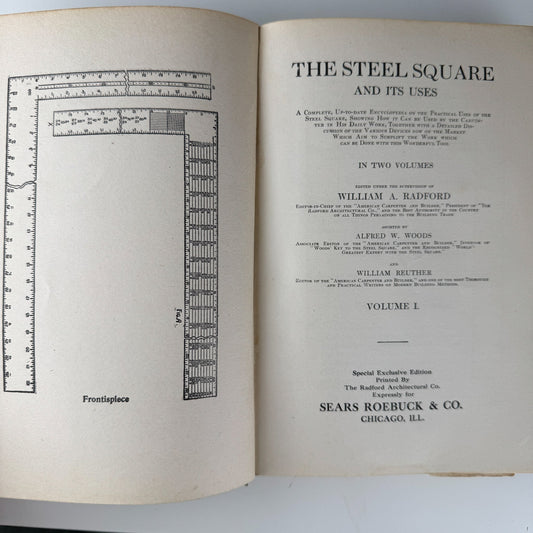 Frontispiece
THE STEEL SQUARE
AND ITS USES
A COMPLETE, UP-TO-DATE ENCYCLOPEDIA ON THE PRACTICAL USES OF THE
STEEL SQUARE, SHOWING HOW IT CAN BE USED BY THE CARPEN-
TER IN HIS DAILY WORK, TOGETHER WITH A DETAILED DIS-
CUSSION OF THE VARIOUS DEVICES NOW ON THE MARKET
WHICH AIM TO SIMPLIFY THE WORK WHICH
CAN BE DONE WITH THIS WONDERFUL TOOL
IN TWO VOLUMES
EDITED UNDER THE SUPERVISION OF
WILLIAM A. RADFORD
EDITOR-IN-CHIEF OF THE "AMERICAN CARPENTER AND BUILDER," PRESIDENT OF "THE
RADFORD ARCHITECTURAL CO.," AND THE BEST AUTHORITY IN THE COUNTRY
ON ALL THINGS PERTAINING TO THE BUILDING TRADE
ASSISTED BY
ALFRED W. WOODS
ASSOCIATE EDITOR OF THE "AMERICAN CARPENTER AND BUILDER," INVENTOR OF
"WOODS' KEY TO THE STEEL SQUARE," AND THE RECOGNIZED "WORLD'S
GREATEST EXPERT WITH THE STEEL SQUARE."
AND
WILLIAM REUTHER
EDITOR OF THE "AMERICAN CARPENTER AND BUILDER," AND ONE OF THE MOST THOROUGH
AND PRACTICAL WRITERS ON MODERN BUILDING METHODS.
VOLUME I.
Special Exclusive Edition
Printed By
The Radford Architectural Co.
Expressly for
SEARS ROEBUCK & CO.
CHICAGO, ILL.